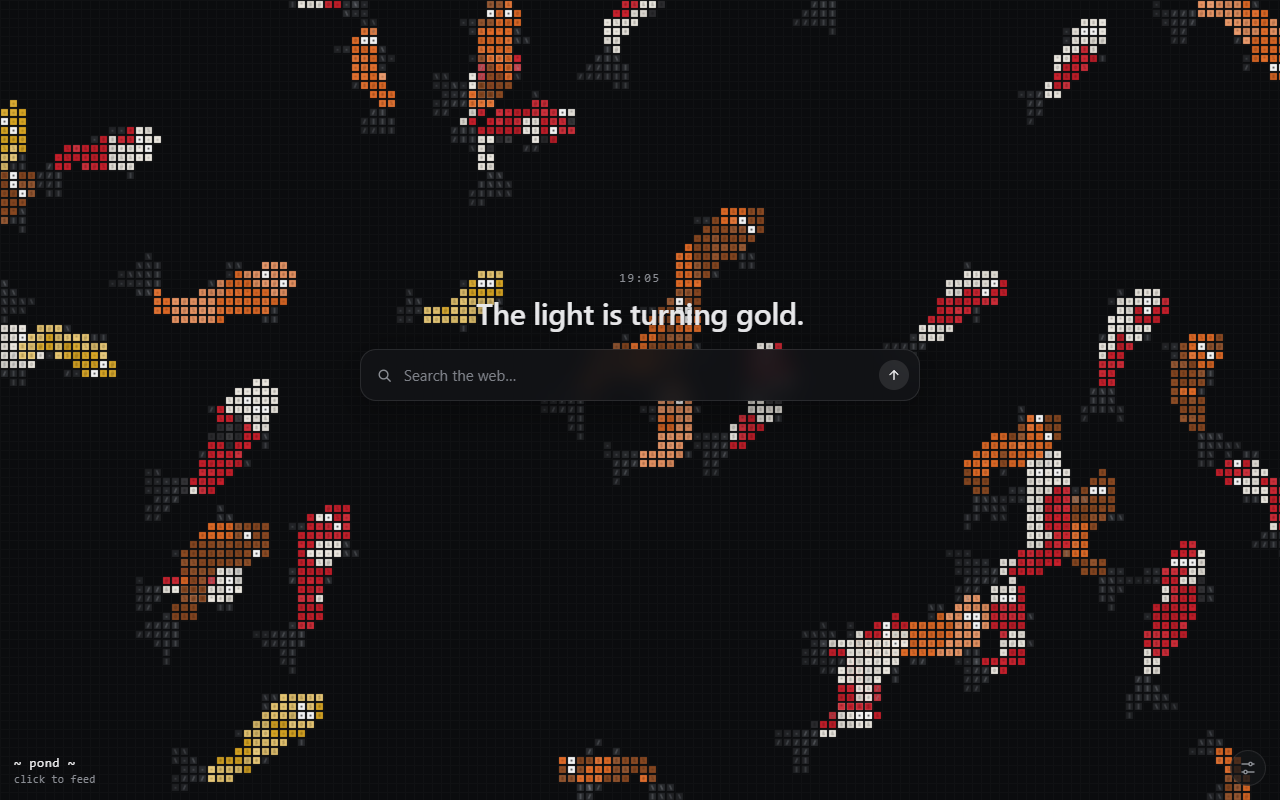 19:05
The light is turning gold.
Search the web...
~ pond ~
click to feed